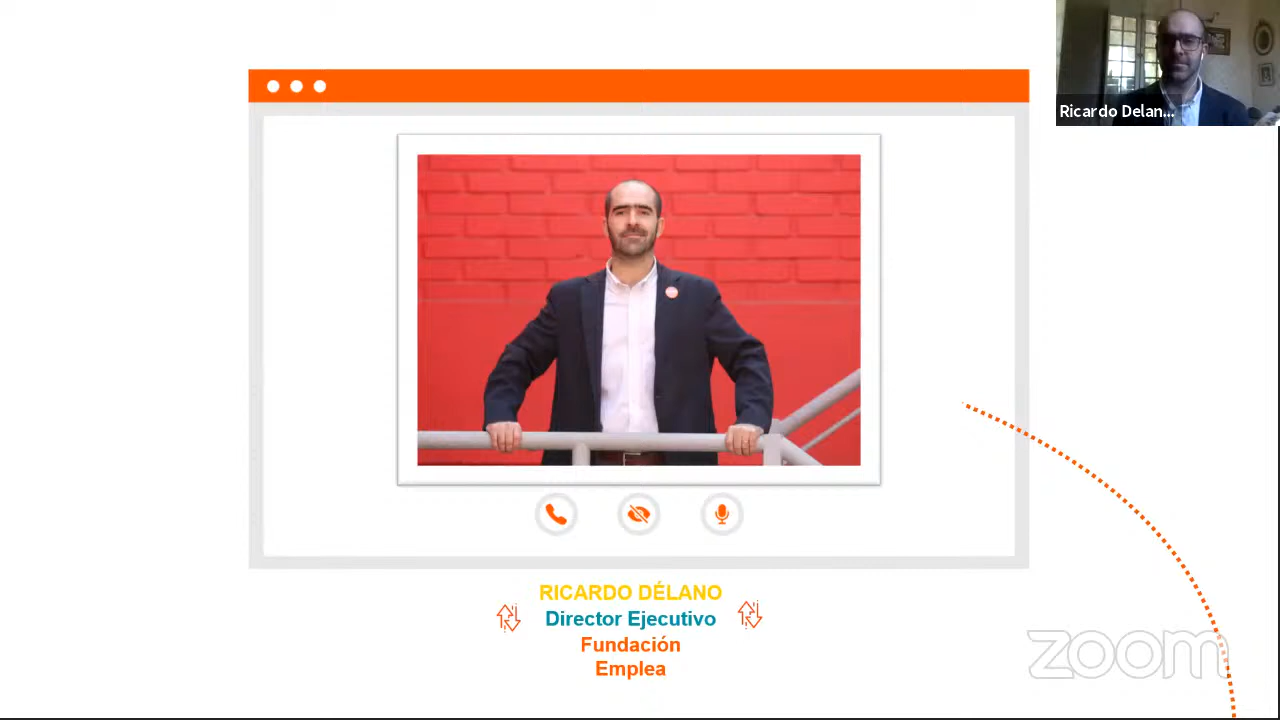 Ricardo Delan...
RICARDO DÉLANO
Director Ejecutivo
Fundación
Emplea
zoom